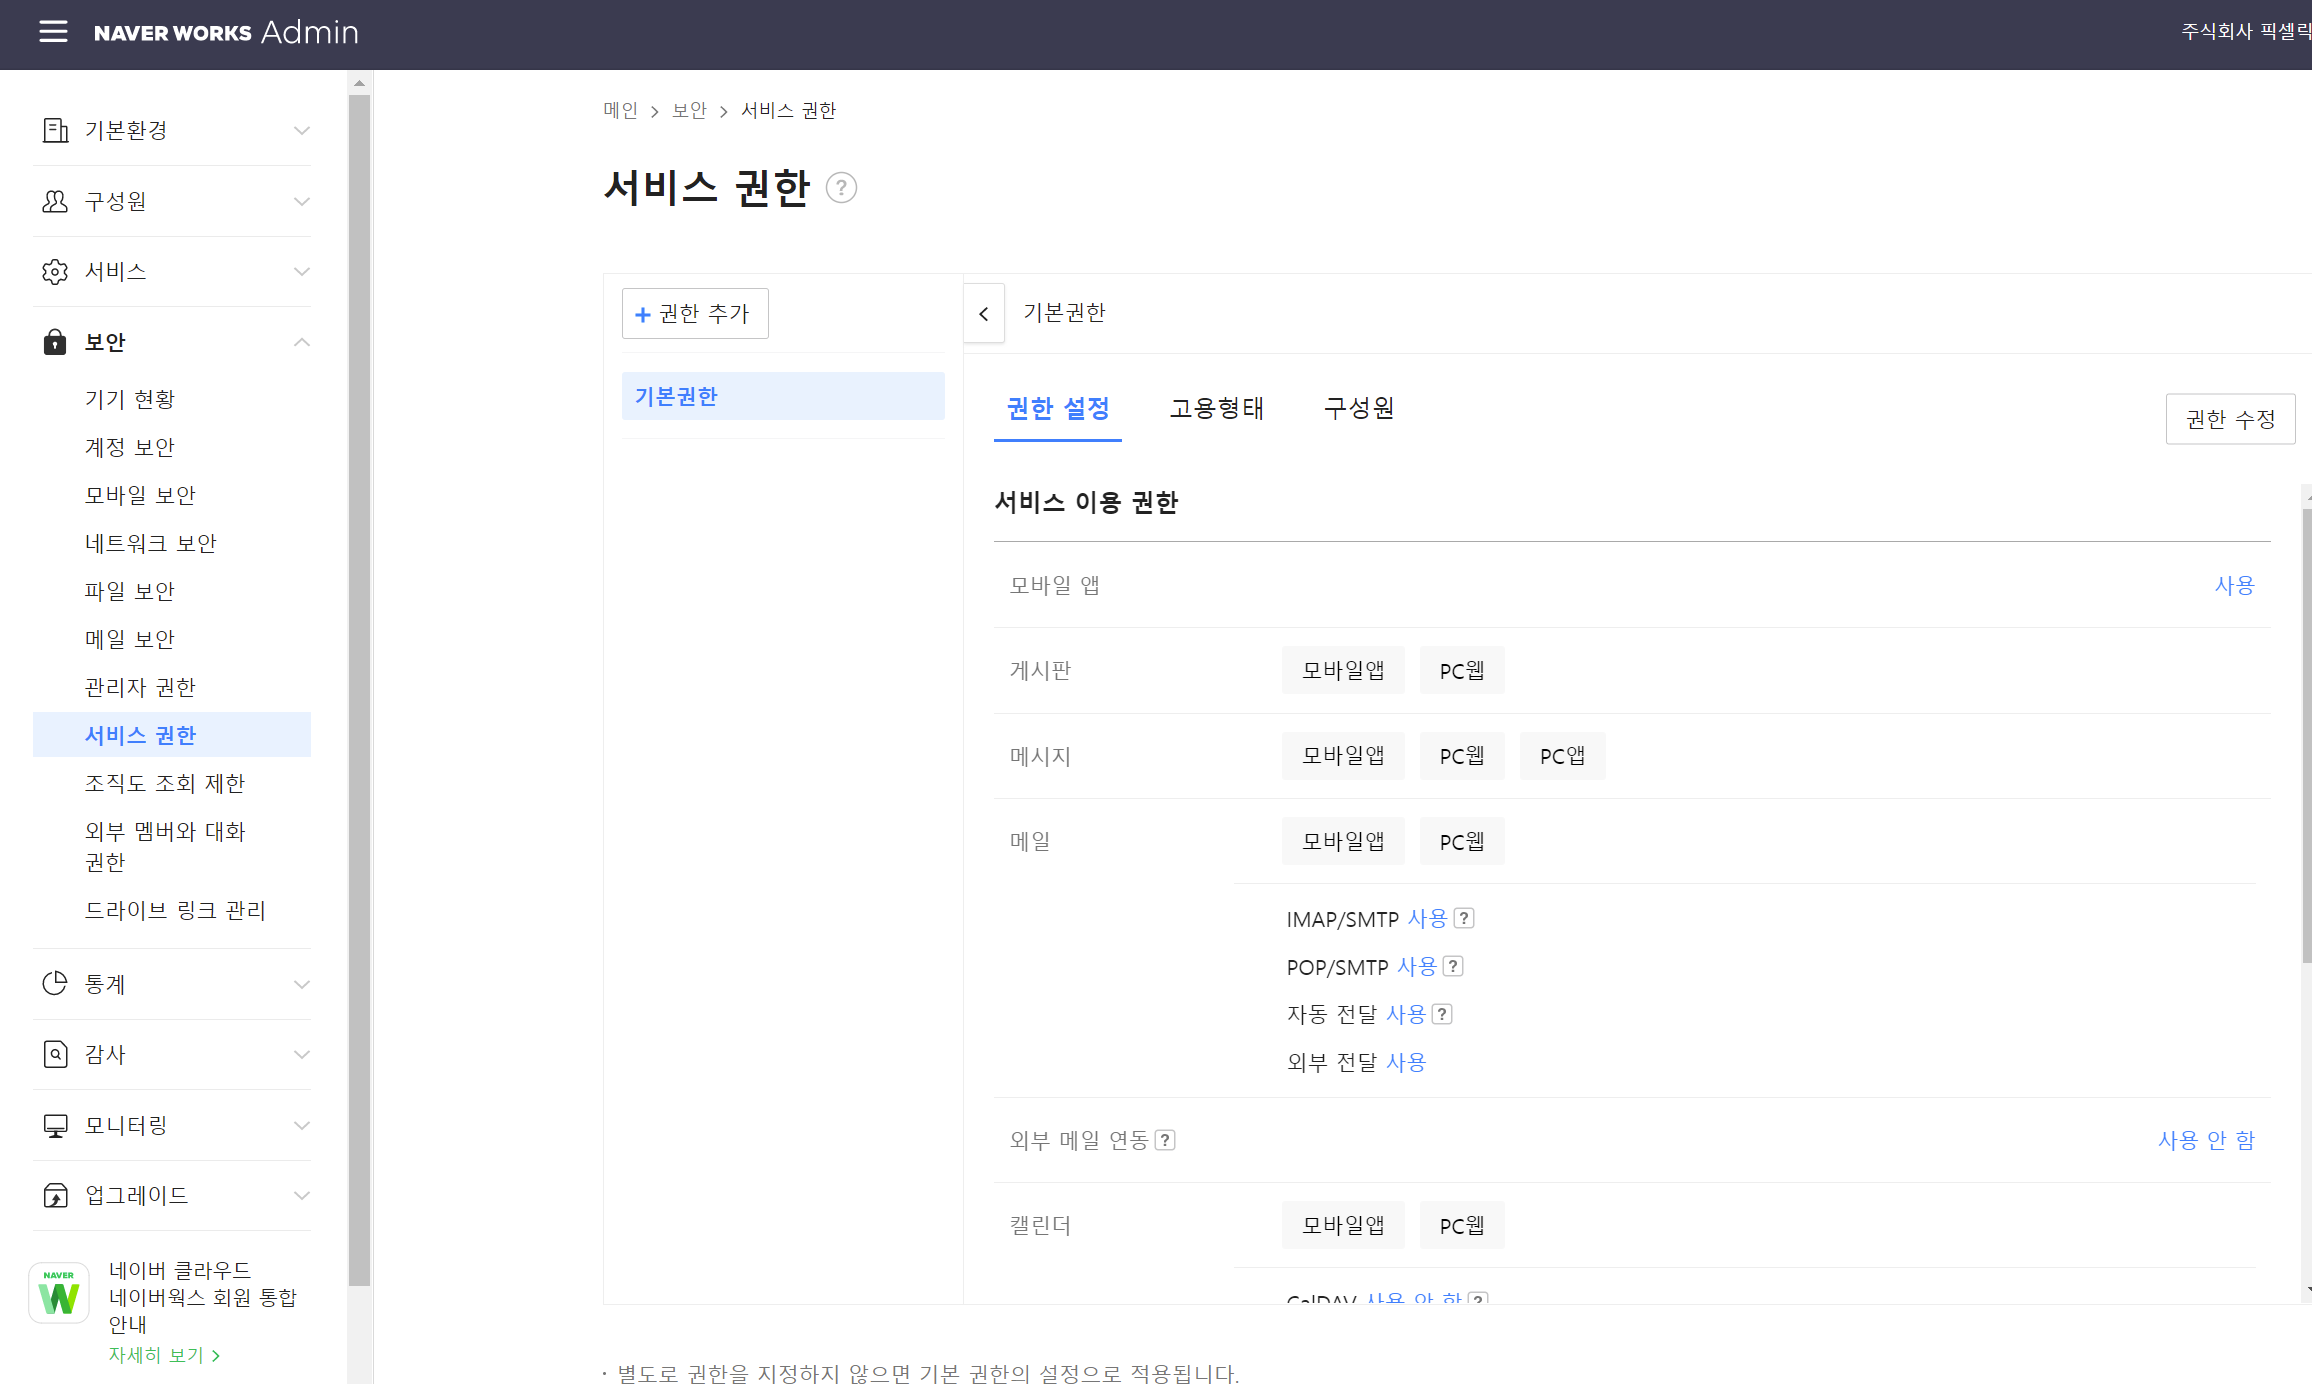 NAVER WORKS Admin
주식회사 픽셀릭
기본환경
구성원
서비스
보안
기기 현황
계정 보안
모바일 보안
네트워크 보안
파일 보안
메일 보안
관리자 권한
서비스 권한
조직도 조회 제한
외부 멤버와 대화
권한
드라이브 링크 관리
통계
감사
모니터링
업그레이드
NAVER
W
네이버 클라우드
네이버웍스 회원 통합
안내
자세히 보기 >
메인 > 보안 > 서비스 권한
서비스 권한 ?
+ 권한 추가
기본권한
< 기본권한
권한 설정 고용형태 구성원
권한 수정
서비스 이용 권한
모바일 앱 사용
게시판 모바일앱 PC웹
메시지 모바일앱 PC웹 PC앱
메일 모바일앱 PC웹
IMAP/SMTP 사용 ?
POP/SMTP 사용 ?
자동 전달 사용 ?
외부 전달 사용
외부 메일 연동 ? 사용 안 함
캘린더 모바일앱 PC웹
CalDAV 사용 안 함 ?
· 별도로 권한을 지정하지 않으면 기본 권한의 설정으로 적용됩니다.